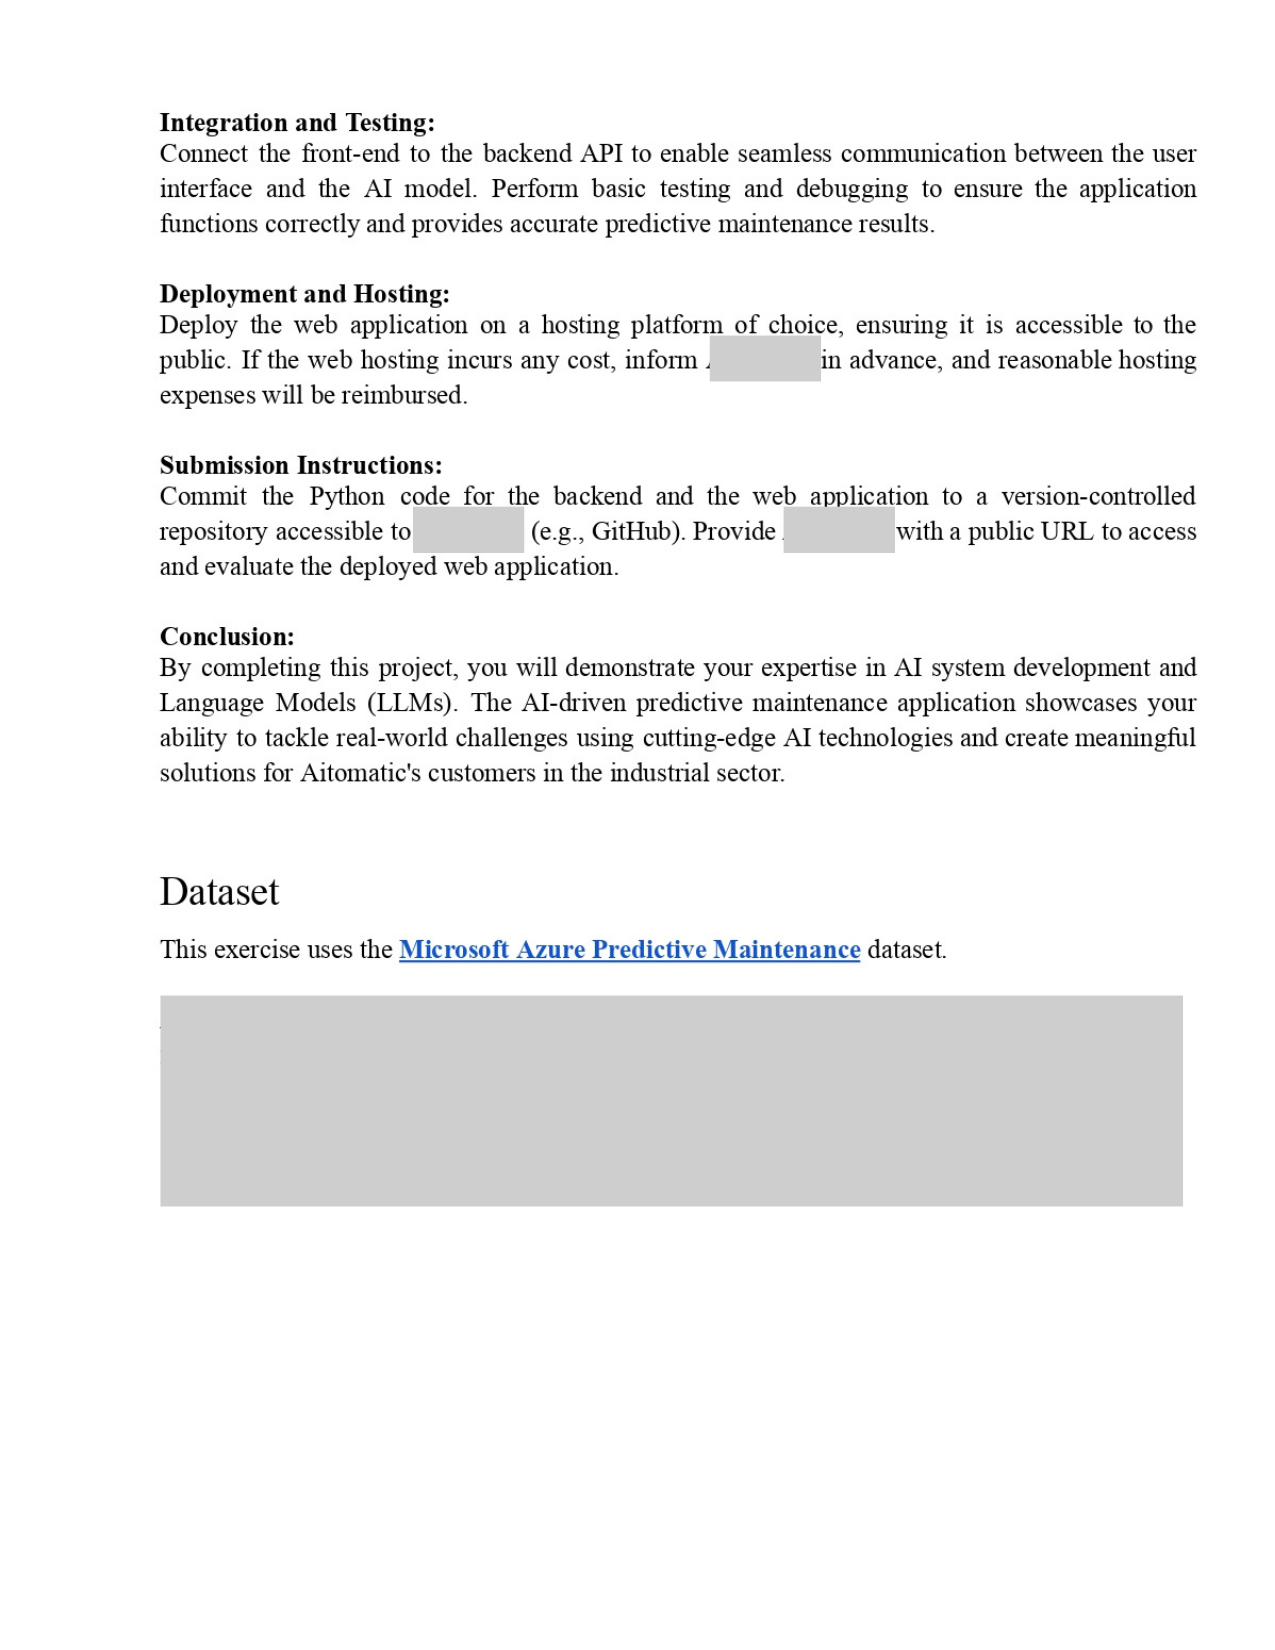 Integration and Testing:
Connect the front-end to the backend API to enable seamless communication between the user
interface and the AI model. Perform basic testing and debugging to ensure the application
functions correctly and provides accurate predictive maintenance results.
Deployment and Hosting:
Deploy the web application on a hosting platform of choice, ensuring it is accessible to the
public. If the web hosting incurs any cost, inform in advance, and reasonable hosting
expenses will be reimbursed.
Submission Instructions:
Commit the Python code for the backend and the web application to a version-controlled
repository accessible to (e.g., GitHub). Provide with a public URL to access
and evaluate the deployed web application.
Conclusion:
By completing this project, you will demonstrate your expertise in AI system development and
Language Models (LLMs). The AI-driven predictive maintenance application showcases your
ability to tackle real-world challenges using cutting-edge AI technologies and create meaningful
solutions for Aitomatic's customers in the industrial sector.
Dataset
This exercise uses the Microsoft Azure Predictive Maintenance dataset.